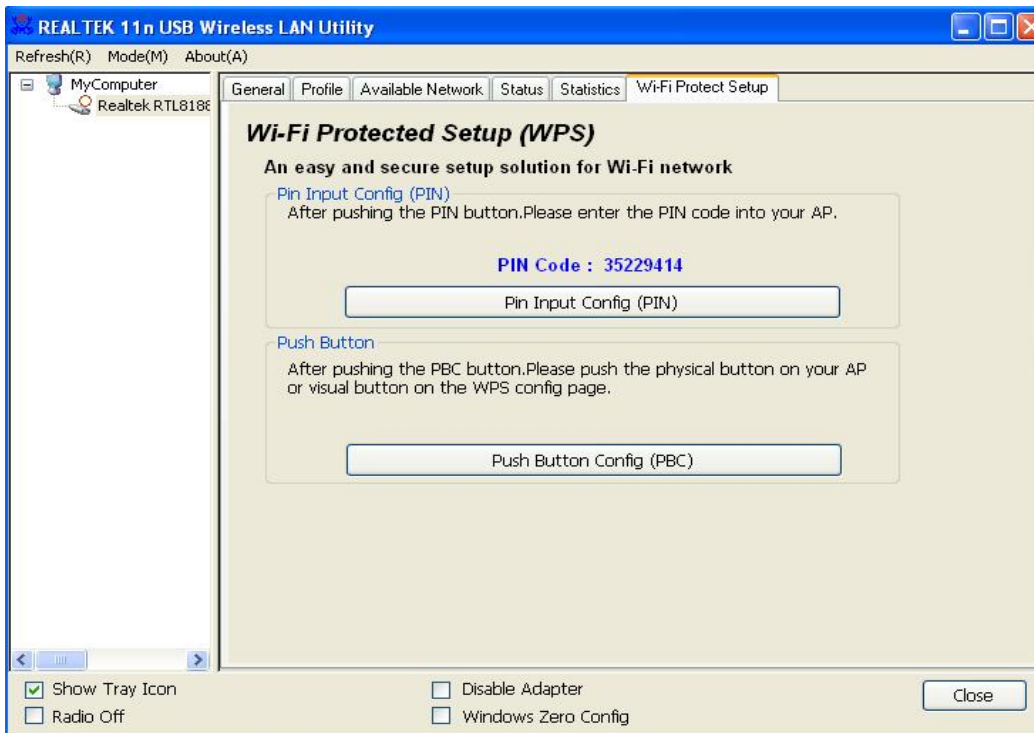 REALTEK 11n USB Wireless LAN Utility
Refresh(R) Mode(M) About(A)
MyComputer
Realtek RTL8188
General Profile Available Network Status Statistics Wi-Fi Protect Setup
Wi-Fi Protected Setup (WPS)
An easy and secure setup solution for Wi-Fi network
Pin Input Config (PIN)
After pushing the PIN button.Please enter the PIN code into your AP.
PIN Code : 35229414
Pin Input Config (PIN)
Push Button
After pushing the PBC button.Please push the physical button on your AP
or visual button on the WPS config page.
Push Button Config (PBC)
Show Tray Icon
Radio Off
Disable Adapter
Windows Zero Config
Close